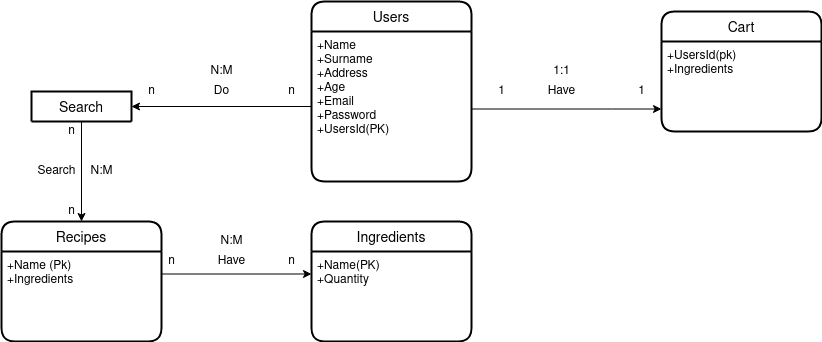 Users
+Name
+Surname
+Address
+Age
+Email
+Password
+UsersId(PK)
Cart
+UsersId(pk)
+Ingredients
N:M
n Do n
1:1
1 Have 1
Search
n
Search N:M
n
Recipes
+Name (Pk)
+Ingredients
N:M
n Have n
Ingredients
+Name(PK)
+Quantity